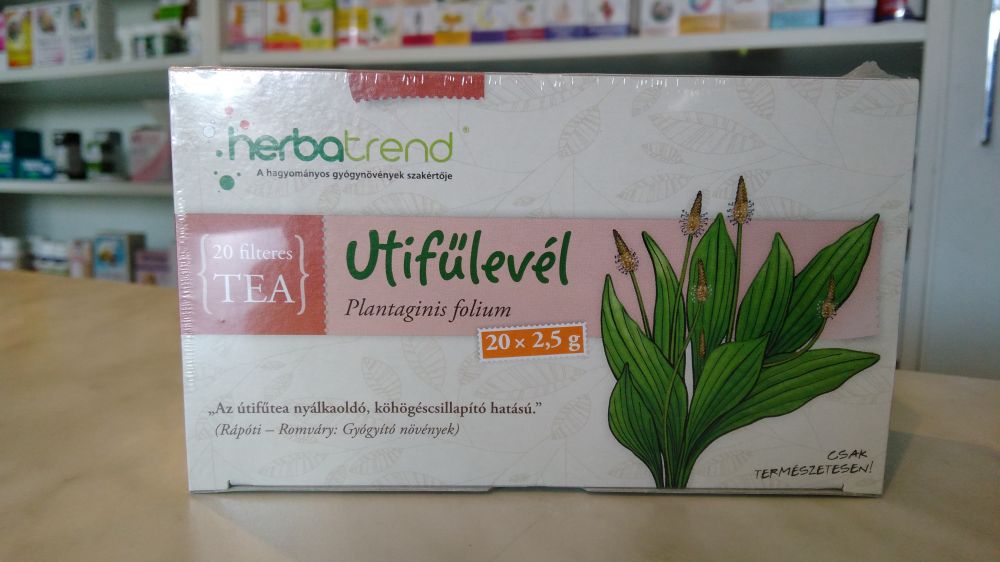 herbatrend®
A hagyományos gyógynövények szakértője
20 filteres
TEA
Utifűlevél
Plantaginis folium
20 × 2,5 g
„Az útifűtea nyálkaoldó, köhögéscsillapító hatású.”
(Rápóti – Romváry: Gyógyító növények)
CSAK
TERMÉSZETESEN!